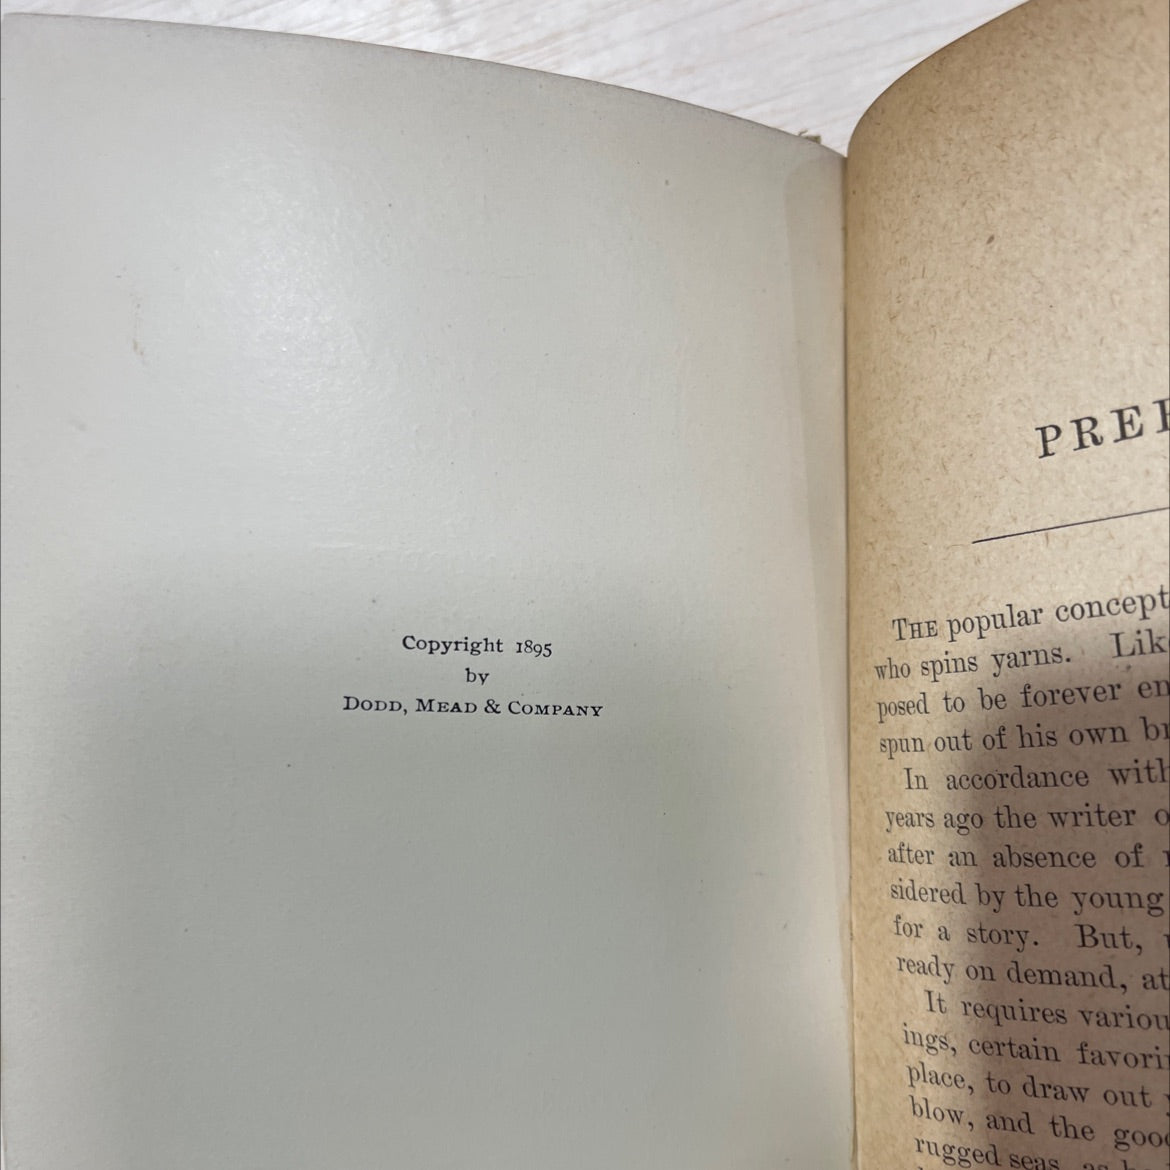 Copyright 1895
by
DODD, MEAD & COMPANY
THE popular concept
who spins yarns. Lik
posed to be forever en
spun out of his own
In accordance with
years ago the writer o
after an absence of
sidered by the young
for a story. But,
ready on demand, at
It requires variou
ings, certain favori
place, to draw out
blow, and the goo
rugged seas,